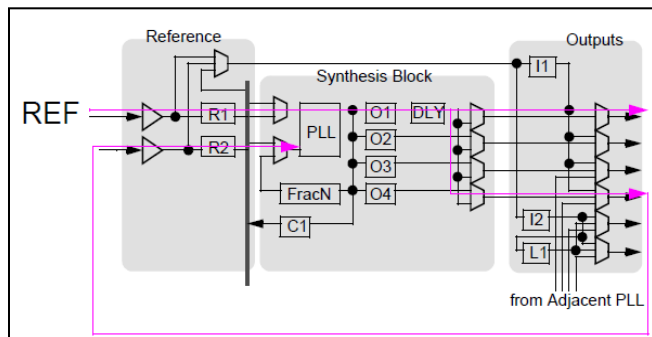 Reference
Outputs
Synthesis Block
I1
REF
R1
O1
DLY
PLL
O2
R2
O3
FracN
O4
C1
I2
L1
from Adjacent PLL